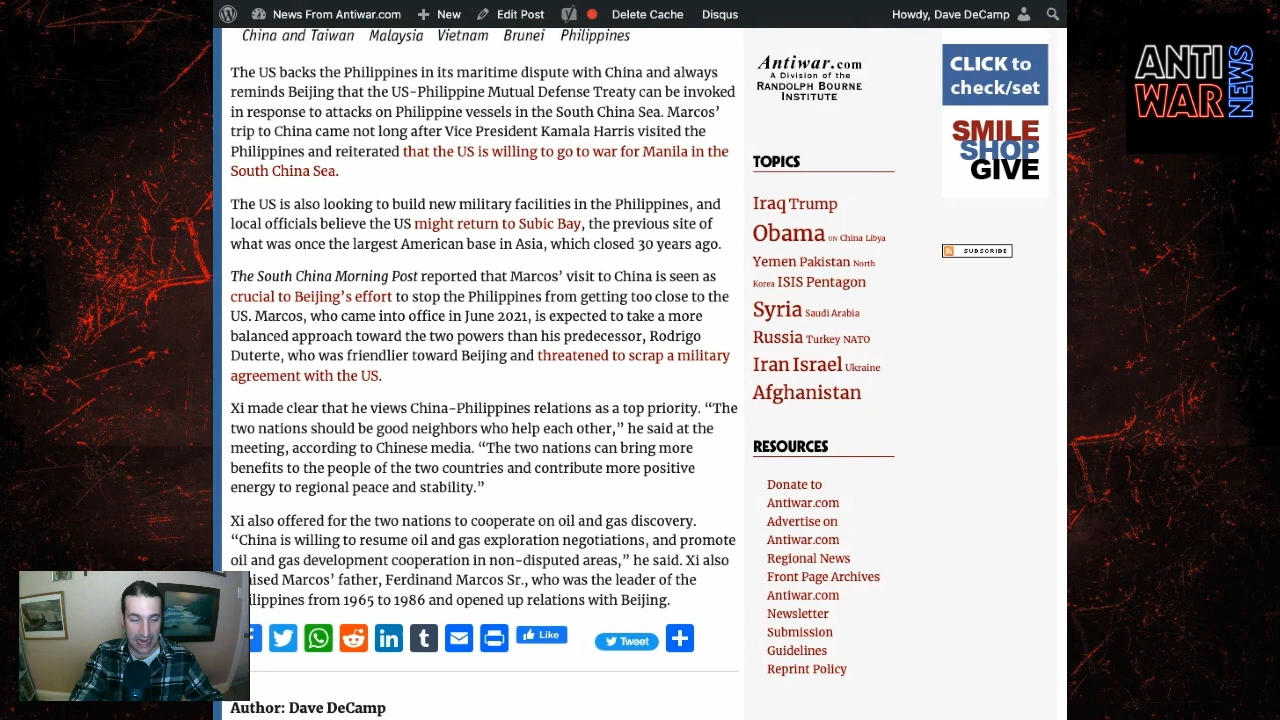 News From Antiwar.com
New
Edit Post
Delete Cache
Disqus
Howdy, Dave DeCamp
China and Taiwan Malaysia Vietnam Brunei Philippines
The US backs the Philippines in its maritime dispute with China and always
reminds Beijing that the US-Philippine Mutual Defense Treaty can be invoked
in response to attacks on Philippine vessels in the South China Sea. Marcos’
trip to China came not long after Vice President Kamala Harris visited the
Philippines and reiterated that the US is willing to go to war for Manila in the
South China Sea.
The US is also looking to build new military facilities in the Philippines, and
local officials believe the US might return to Subic Bay, the previous site of
what was once the largest American base in Asia, which closed 30 years ago.
The South China Morning Post reported that Marcos’ visit to China is seen as
crucial to Beijing’s effort to stop the Philippines from getting too close to the
US. Marcos, who came into office in June 2021, is expected to take a more
balanced approach toward the two powers than his predecessor, Rodrigo
Duterte, who was friendlier toward Beijing and threatened to scrap a military
agreement with the US.
Xi made clear that he views China-Philippines relations as a top priority. “The
two nations should be good neighbors who help each other,” he said at the
meeting, according to Chinese media. “The two nations can bring more
benefits to the people of the two countries and contribute more positive
energy to regional peace and stability.”
Xi also offered for the two nations to cooperate on oil and gas discovery.
“China is willing to resume oil and gas exploration negotiations, and promote
oil and gas development cooperation in non-disputed areas,” he said. Xi also
Marcos’ father, Ferdinand Marcos Sr., who was the leader of the
from 1965 to 1986 and opened up relations with Beijing.
Like
Tweet
Author: Dave DeCamp
Antiwar.com
A Division of the
RANDOLPH BOURNE
INSTITUTE
TOPICS
Iraq Trump
Obama UN China Libya
Yemen Pakistan North
Korea ISIS Pentagon
Syria Saudi Arabia
Russia Turkey NATO
Iran Israel Ukraine
Afghanistan
RESOURCES
Donate to
Antiwar.com
Advertise on
Antiwar.com
Regional News
Front Page Archives
Antiwar.com
Newsletter
Submission
Guidelines
Reprint Policy
CLICK to
check/set
SMILE
SHOP
GIVE
SUBSCRIBE
ANTI
WAR
NEWS